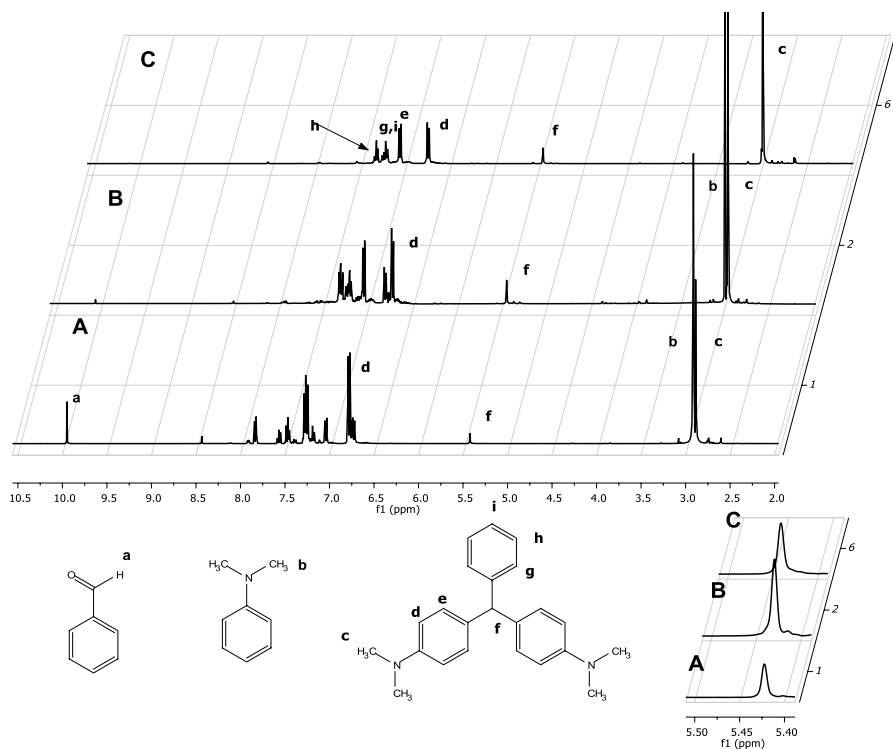 C
c
h
g,i
e
d
f
6
B
b
c
d
f
2
A
b
c
d
a
f
1
10.5 10.0 9.5 9.0 8.5 8.0 7.5 7.0 6.5 6.0 5.5 5.0 4.5 4.0 3.5 3.0 2.5 2.0
f1 (ppm)
i
h
g
a
O
H
H₃C
CH₃
N
b
e
d
f
c
CH₃
N
CH₃
N
CH₃
CH₃
C
6
B
2
A
1
5.50 5.45 5.40
f1 (ppm)